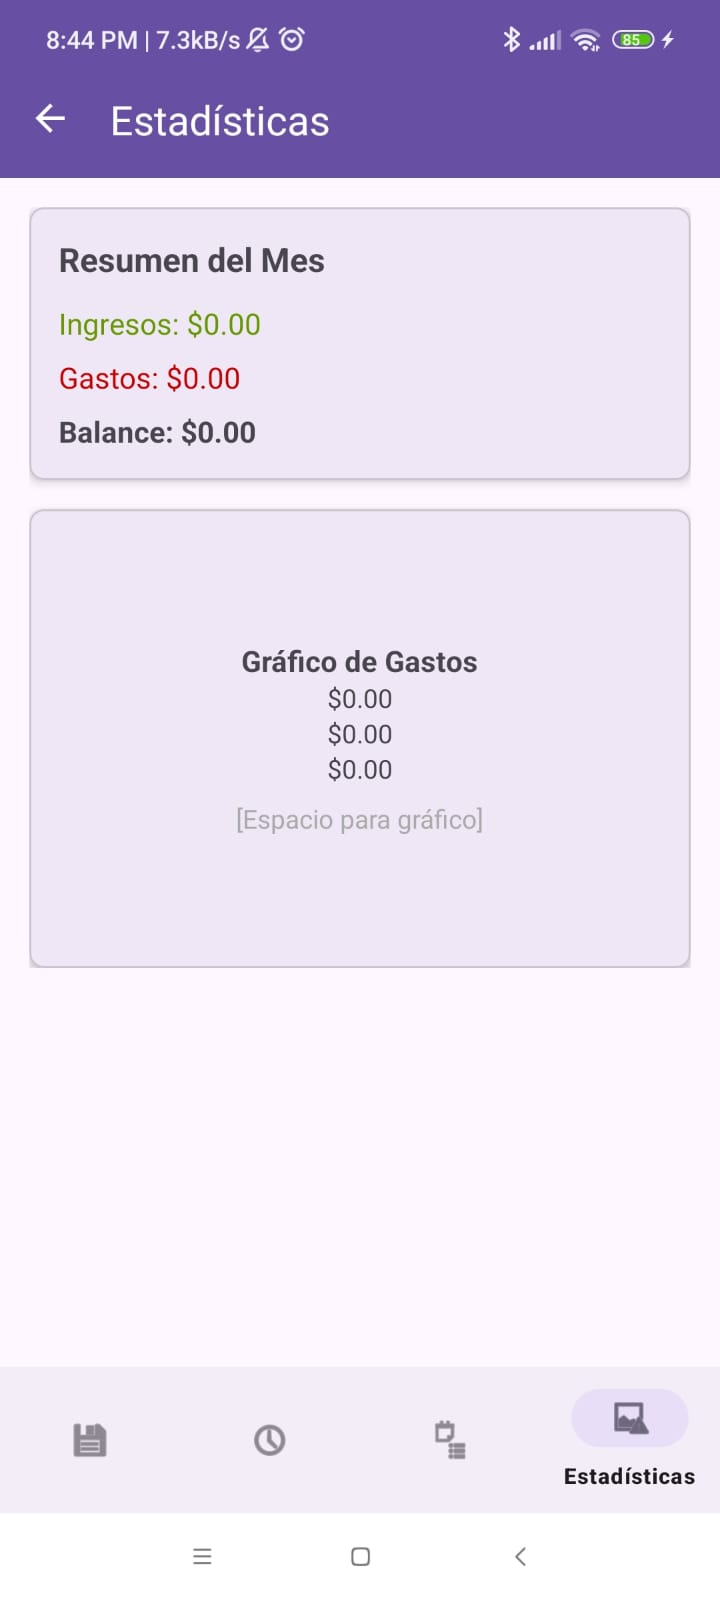 8:44 PM | 7.3kB/s
85
Estadísticas
Resumen del Mes
Ingresos: $0.00
Gastos: $0.00
Balance: $0.00
Gráfico de Gastos
$0.00
$0.00
$0.00
[Espacio para gráfico]
Estadísticas